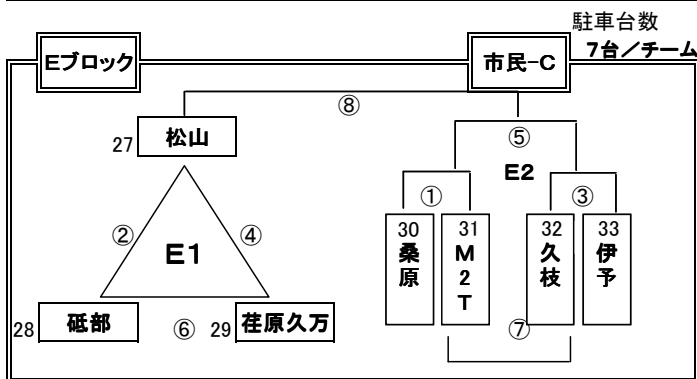 駐車台数
Eブロック
市民-C
7台／チーム
⑧
27
松山
⑤
E2
①
③
②
④
E1
30
桑原
31
M2T
32
久枝
33
伊予
28
砥部
⑥
29
荏原久万
⑦